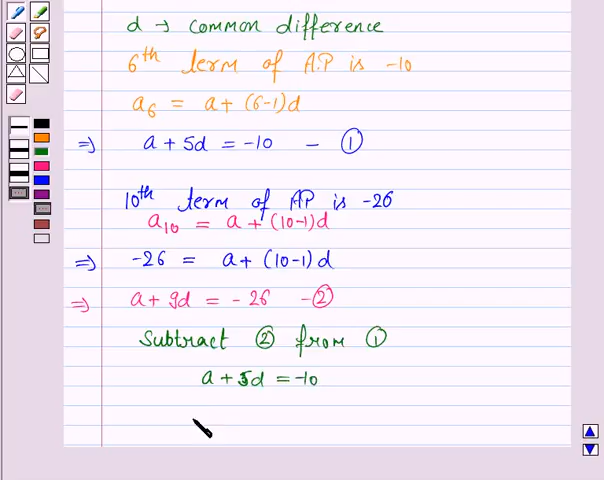 d → common difference
6th term of A.P is -10
a6 = a + (6-1)d
⇒ a + 5d = -10 - ①
10th term of AP is -26
a10 = a + (10-1)d
⇒ -26 = a + (10-1)d
⇒ a + 9d = -26 - ②
Subtract ② from ①
a + 5d = -10